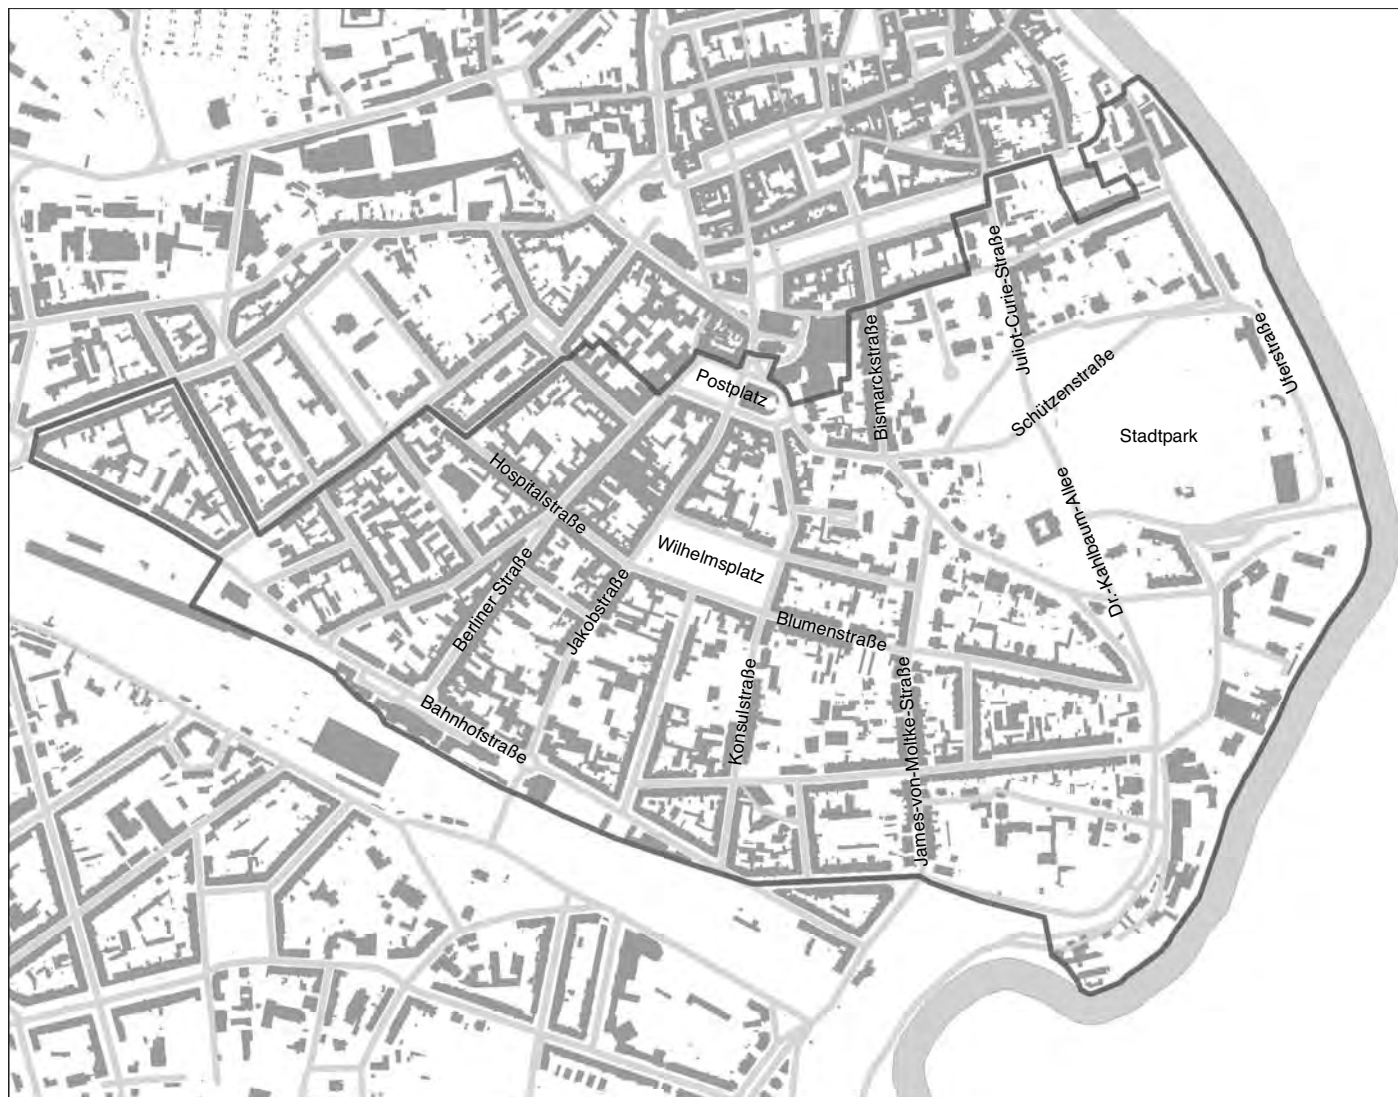 Juliot-Curie-Straße
Bismarckstraße
Uferstraße
Schützenstraße
Postplatz
Stadtpark
Hospitalstraße
Dr.-Kahlbaum-Allee
Wilhelmsplatz
Berliner Straße
Jakobstraße
Blumenstraße
Konsulstraße
James-von-Moltke-Straße
Bahnhofstraße